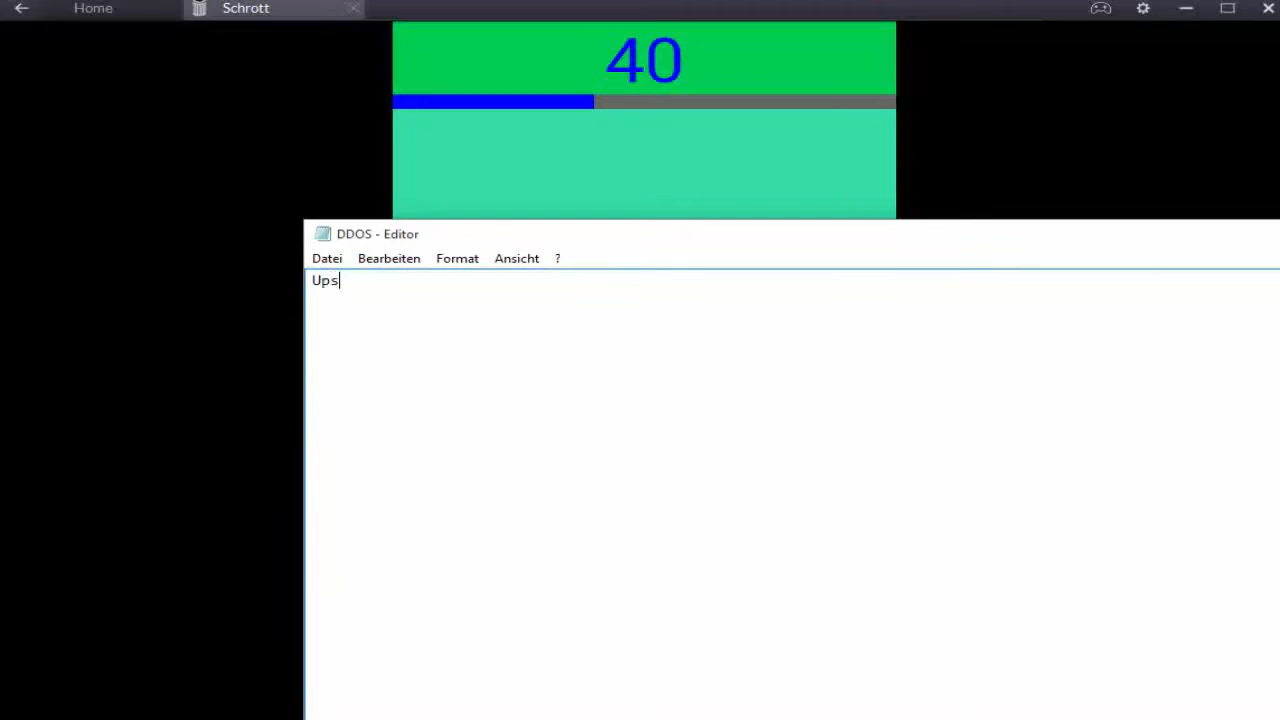 Home
Schrott
40
DDOS - Editor
Datei Bearbeiten Format Ansicht ?
Ups